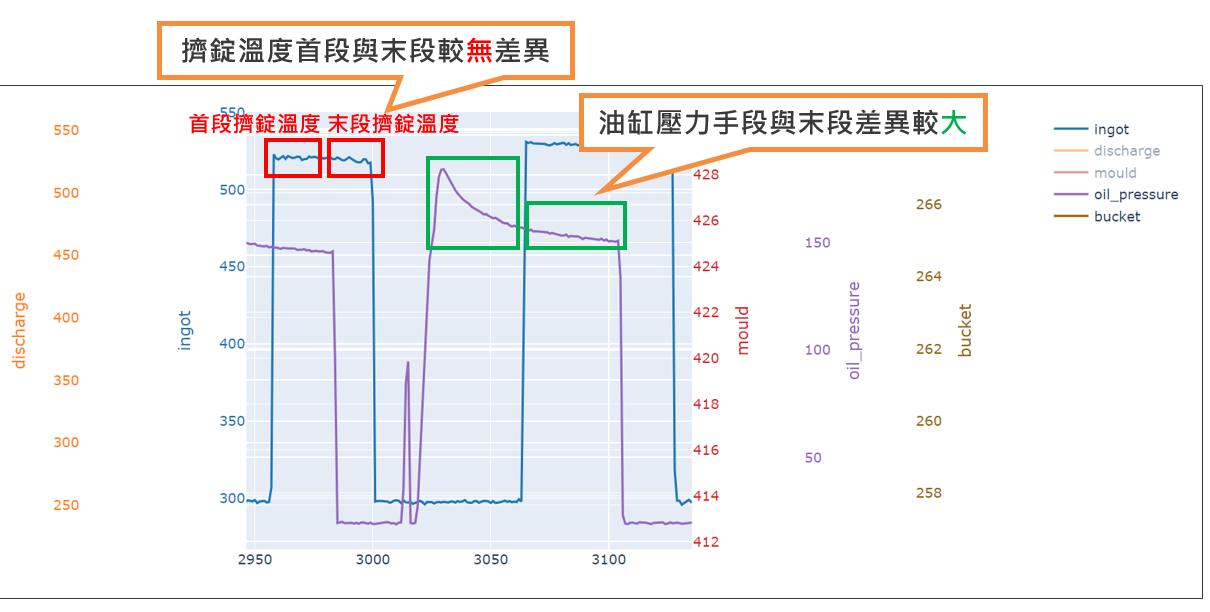 擠錠溫度首段與末段較無差異
油缸壓力手段與末段差異較大
首段擠錠溫度 末段擠錠溫度
ingot
discharge
mould
oil_pressure
bucket
discharge
550
500
450
400
350
300
250
ingot
550
500
450
400
350
300
2950
3000
3050
3100
428
426
424
422
420
418
416
414
412
mould
150
100
50
oil_pressure
266
264
262
260
258
bucket